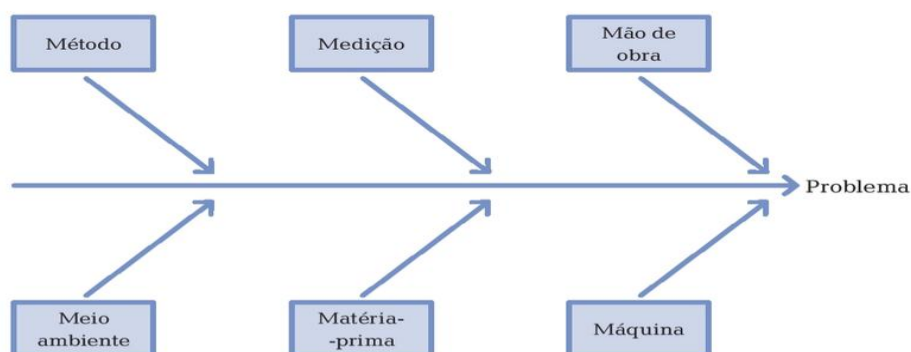 Método
Medição
Mão de
obra
Problema
Meio
ambiente
Matéria-
-prima
Máquina